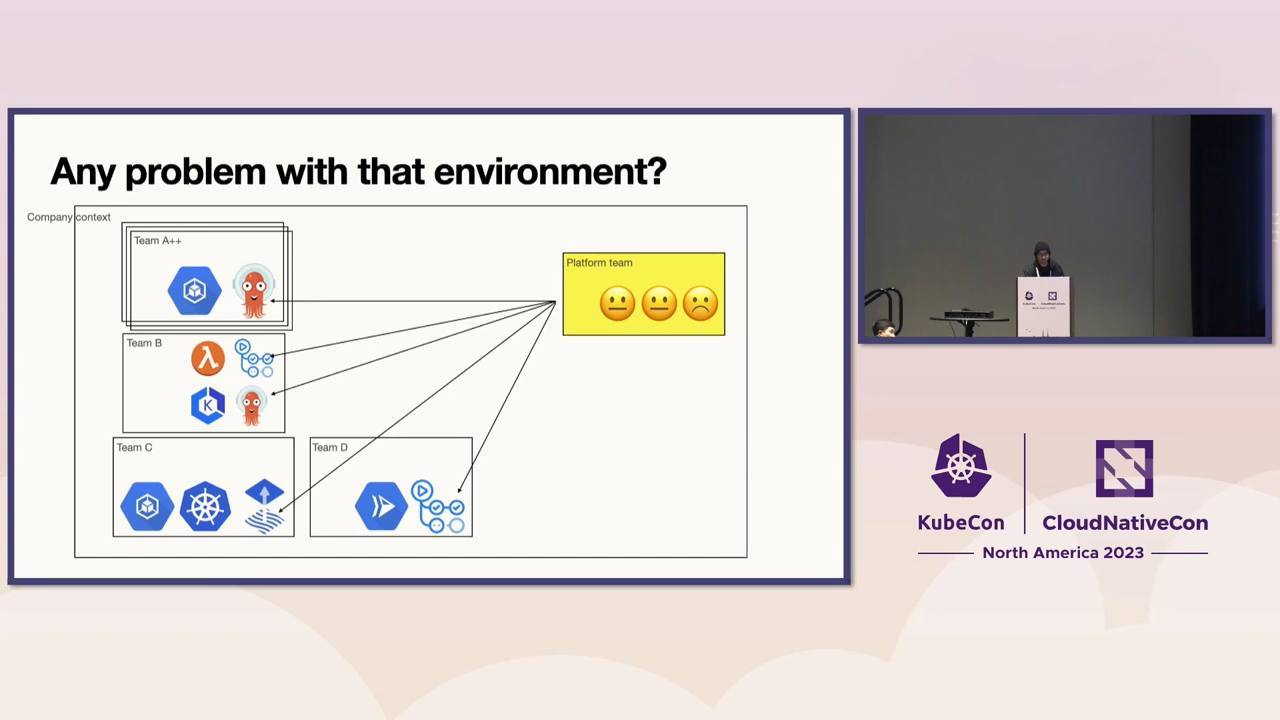 Any problem with that environment?
Company context
Team A++
Platform team
Team B
λ
K
Team C
Team D
KubeCon
CloudNativeCon
North America 2023